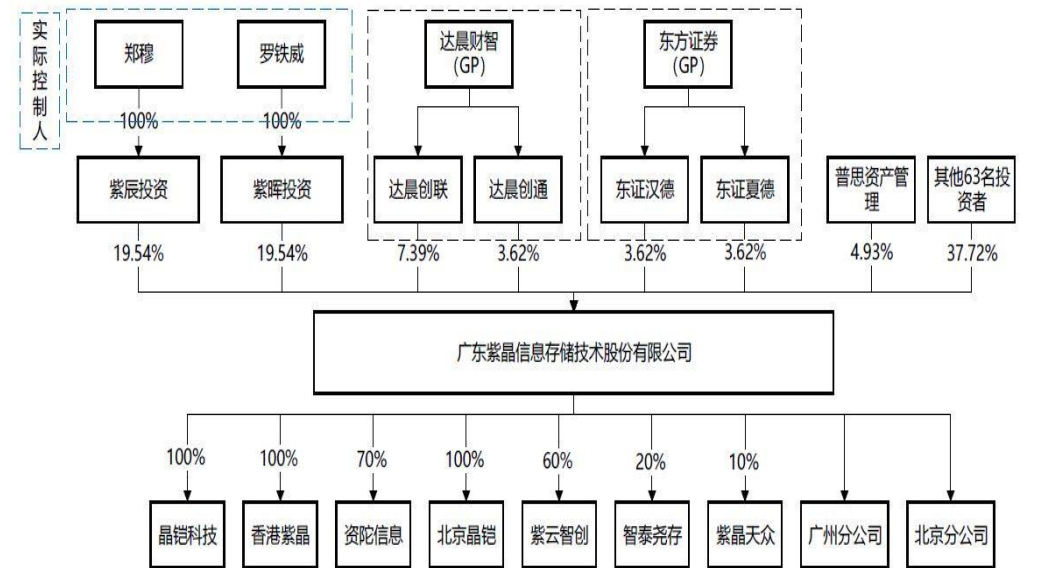 实际控制人
郑穆
罗铁威
达晨财智
(GP)
东方证券
(GP)
100%
100%
紫辰投资
紫晖投资
达晨创联
达晨创通
东证汉德
东证夏德
普思资产管
理
其他63名投
资者
19.54%
19.54%
7.39%
3.62%
3.62%
3.62%
4.93%
37.72%
广东紫晶信息存储技术股份有限公司
100%
100%
70%
100%
60%
20%
10%
晶铠科技
香港紫晶
资陀信息
北京晶铠
紫云智创
智泰尧存
紫晶天众
广州分公司
北京分公司